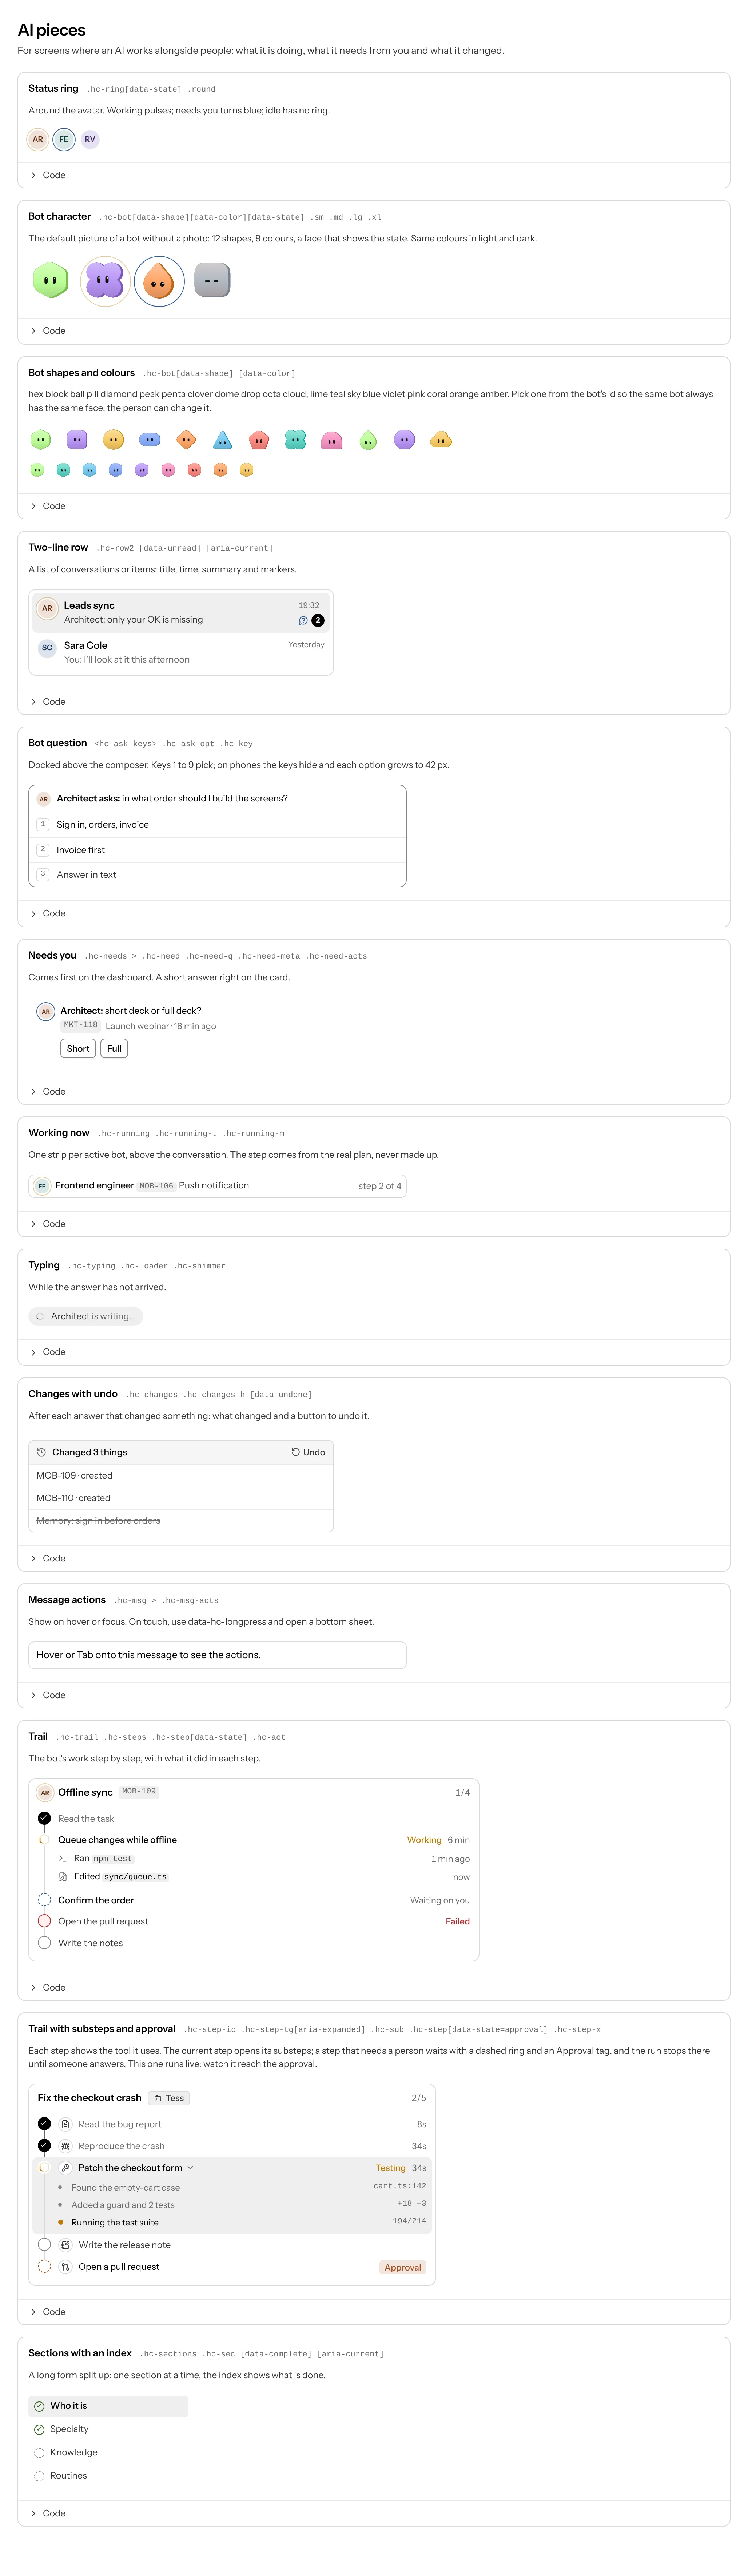 AI pieces
For screens where an AI works alongside people: what it is doing, what it needs from you and what it changed.
Status ring .hc-ring[data-state] .round
Around the avatar. Working pulses; needs you turns blue; idle has no ring.
AR FE RV
Code
Bot character .hc-bot[data-shape][data-color][data-state] .sm .md .lg .xl
The default picture of a bot without a photo: 12 shapes, 9 colours, a face that shows the state. Same colours in light and dark.
Code
Bot shapes and colours .hc-bot[data-shape] [data-color]
hex block ball pill diamond peak penta clover dome drop octa cloud; lime teal sky blue violet pink coral orange amber. Pick one from the bot's id so the same bot always
has the same face; the person can change it.
Code
Two-line row .hc-row2 [data-unread] [aria-current]
A list of conversations or items: title, time, summary and markers.
AR Leads sync 19:32
Architect: only your OK is missing 2
SC Sara Cole Yesterday
You: I'll look at it this afternoon
Code
Bot question <hc-ask keys> .hc-ask-opt .hc-key
Docked above the composer. Keys 1 to 9 pick; on phones the keys hide and each option grows to 42 px.
AR Architect asks: in what order should I build the screens?
1 Sign in, orders, invoice
2 Invoice first
3 Answer in text
Code
Needs you .hc-needs > .hc-need .hc-need-q .hc-need-meta .hc-need-acts
Comes first on the dashboard. A short answer right on the card.
AR Architect: short deck or full deck?
MKT-118 Launch webinar · 18 min ago
Short Full
Code
Working now .hc-running .hc-running-t .hc-running-m
One strip per active bot, above the conversation. The step comes from the real plan, never made up.
FE Frontend engineer MOB-106 Push notification step 2 of 4
Code
Typing .hc-typing .hc-loader .hc-shimmer
While the answer has not arrived.
Architect is writing...
Code
Changes with undo .hc-changes .hc-changes-h [data-undone]
After each answer that changed something: what changed and a button to undo it.
Changed 3 things Undo
MOB-109 · created
MOB-110 · created
Memory: sign in before orders
Code
Message actions .hc-msg > .hc-msg-acts
Show on hover or focus. On touch, use data-hc-longpress and open a bottom sheet.
Hover or Tab onto this message to see the actions.
Code
Trail .hc-trail .hc-steps .hc-step[data-state] .hc-act
The bot's work step by step, with what it did in each step.
AR Offline sync MOB-109 1/4
Read the task
Queue changes while offline Working 6 min
Ran npm test 1 min ago
Edited sync/queue.ts now
Confirm the order Waiting on you
Open the pull request Failed
Write the notes
Code
Trail with substeps and approval .hc-step-ic .hc-step-tg[aria-expanded] .hc-sub .hc-step[data-state=approval] .hc-step-x
Each step shows the tool it uses. The current step opens its substeps; a step that needs a person waits with a dashed ring and an Approval tag, and the run stops there
until someone answers. This one runs live: watch it reach the approval.
Fix the checkout crash Tess 2/5
Read the bug report 8s
Reproduce the crash 34s
Patch the checkout form Testing 34s
Found the empty-cart case cart.ts:142
Added a guard and 2 tests +18 −3
Running the test suite 194/214
Write the release note
Open a pull request Approval
Code
Sections with an index .hc-sections .hc-sec [data-complete] [aria-current]
A long form split up: one section at a time, the index shows what is done.
Who it is
Specialty
Knowledge
Routines
Code